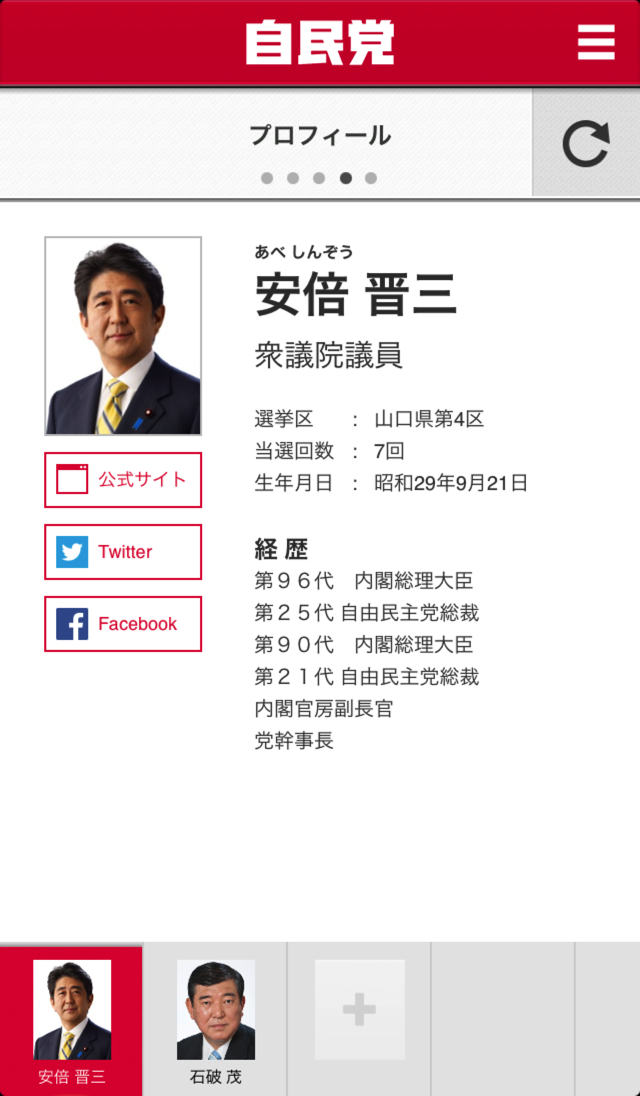 自民党
プロフィール
あべ しんぞう
安倍 晋三
衆議院議員
選挙区 : 山口県第4区
当選回数 : 7回
生年月日 : 昭和29年9月21日
公式サイト
Twitter
Facebook
経 歴
第９６代　内閣総理大臣
第２５代 自由民主党総裁
第９０代　内閣総理大臣
第２１代 自由民主党総裁
内閣官房副長官
党幹事長
安倍 晋三
石破 茂